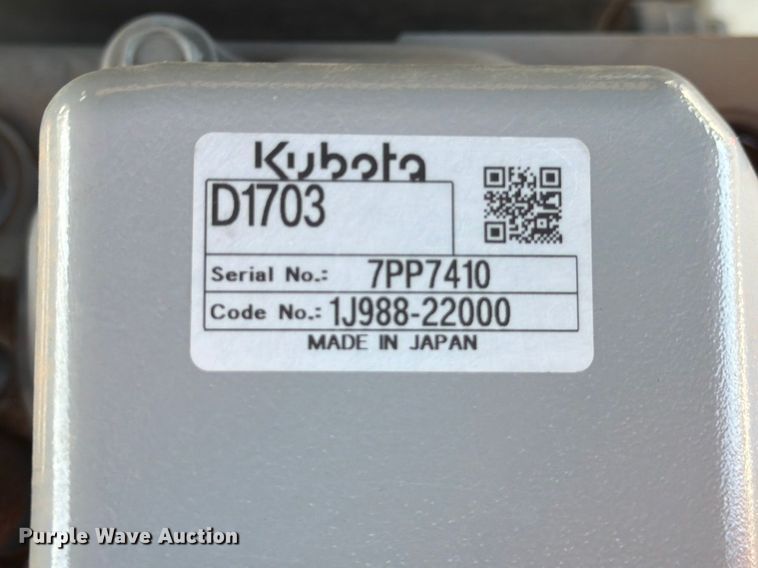 Kubota
D1703
Serial No.: 7PP7410
Code No.: 1J988-22000
MADE IN JAPAN
Purple Wave Auction